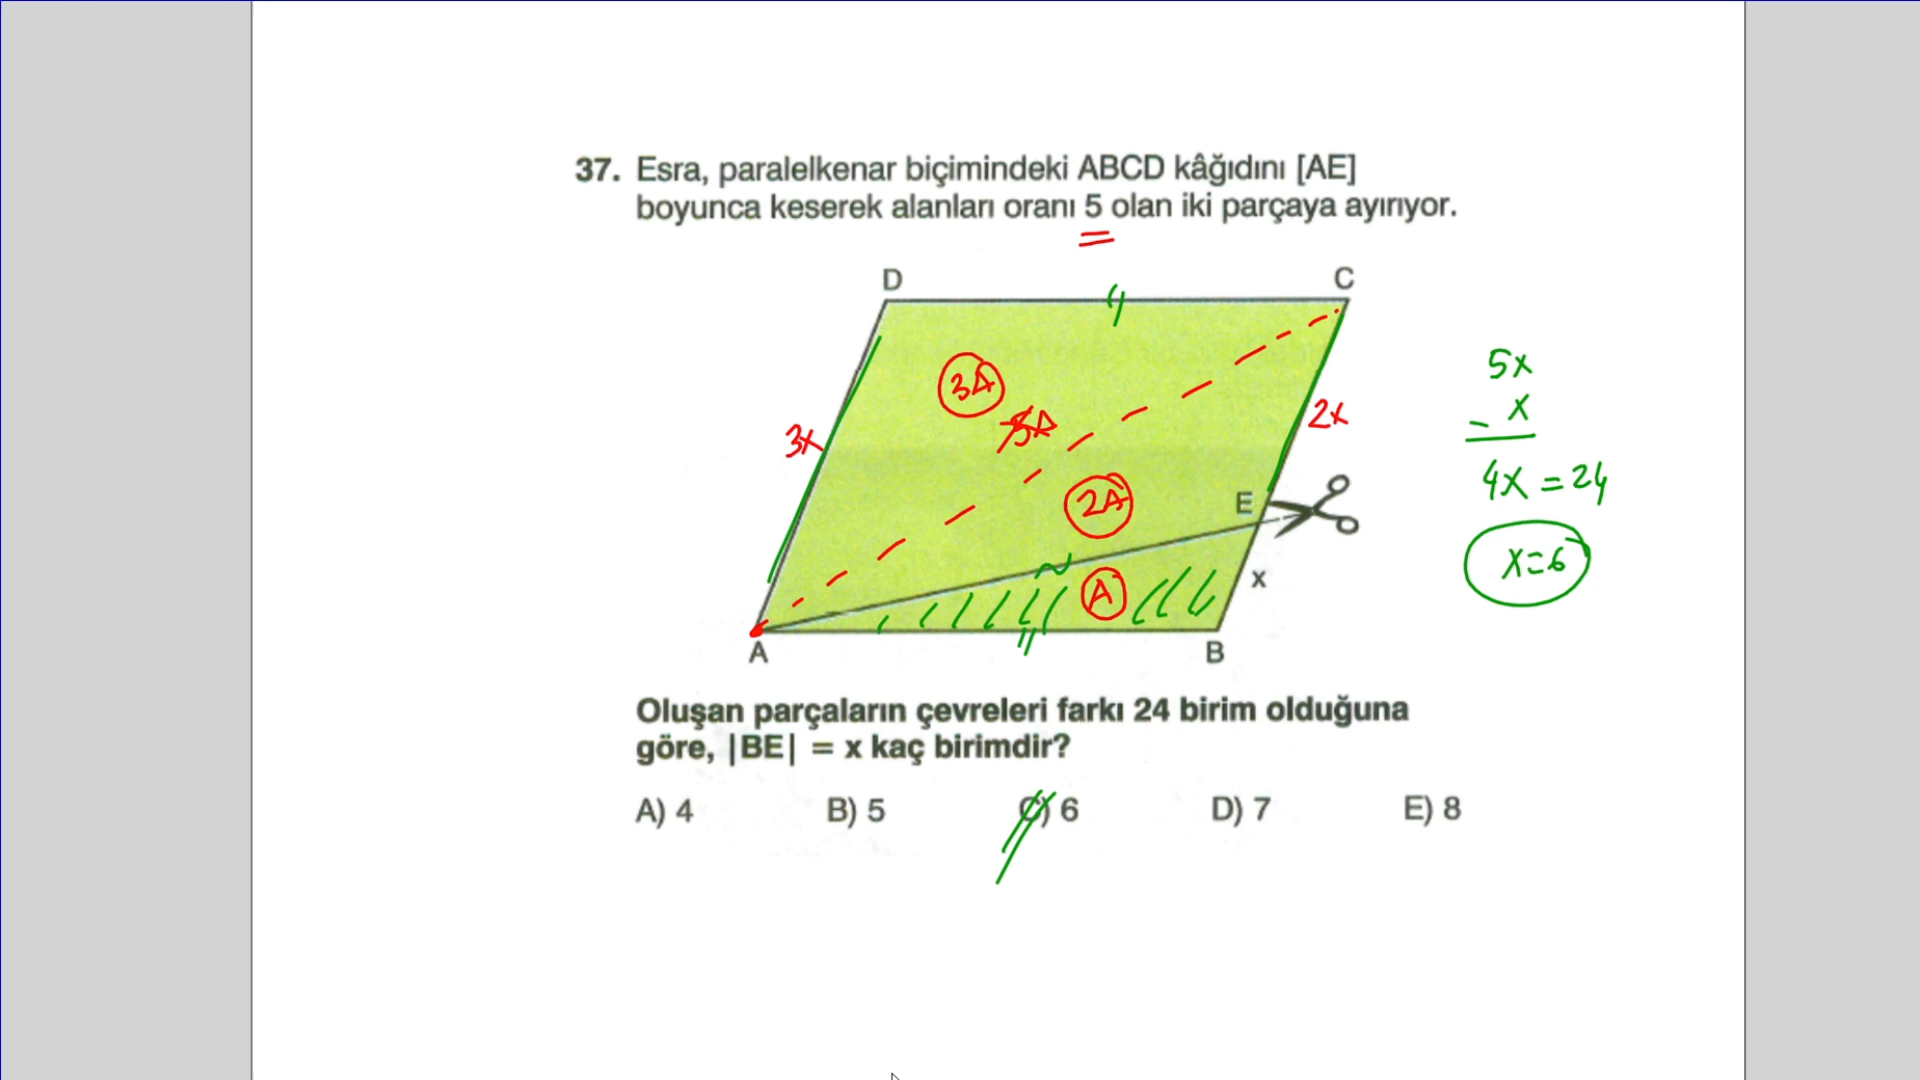 37. Esra, paralelkenar biçimindeki ABCD kâğıdını [AE]
boyunca keserek alanları oranı 5 olan iki parçaya ayırıyor.
D
C
3A
5A
3x
2x
2A
E
A
x
A
B
5x
- x
4x = 24
x=6
Oluşan parçaların çevreleri farkı 24 birim olduğuna
göre, |BE| = x kaç birimdir?
A) 4 B) 5 C) 6 D) 7 E) 8